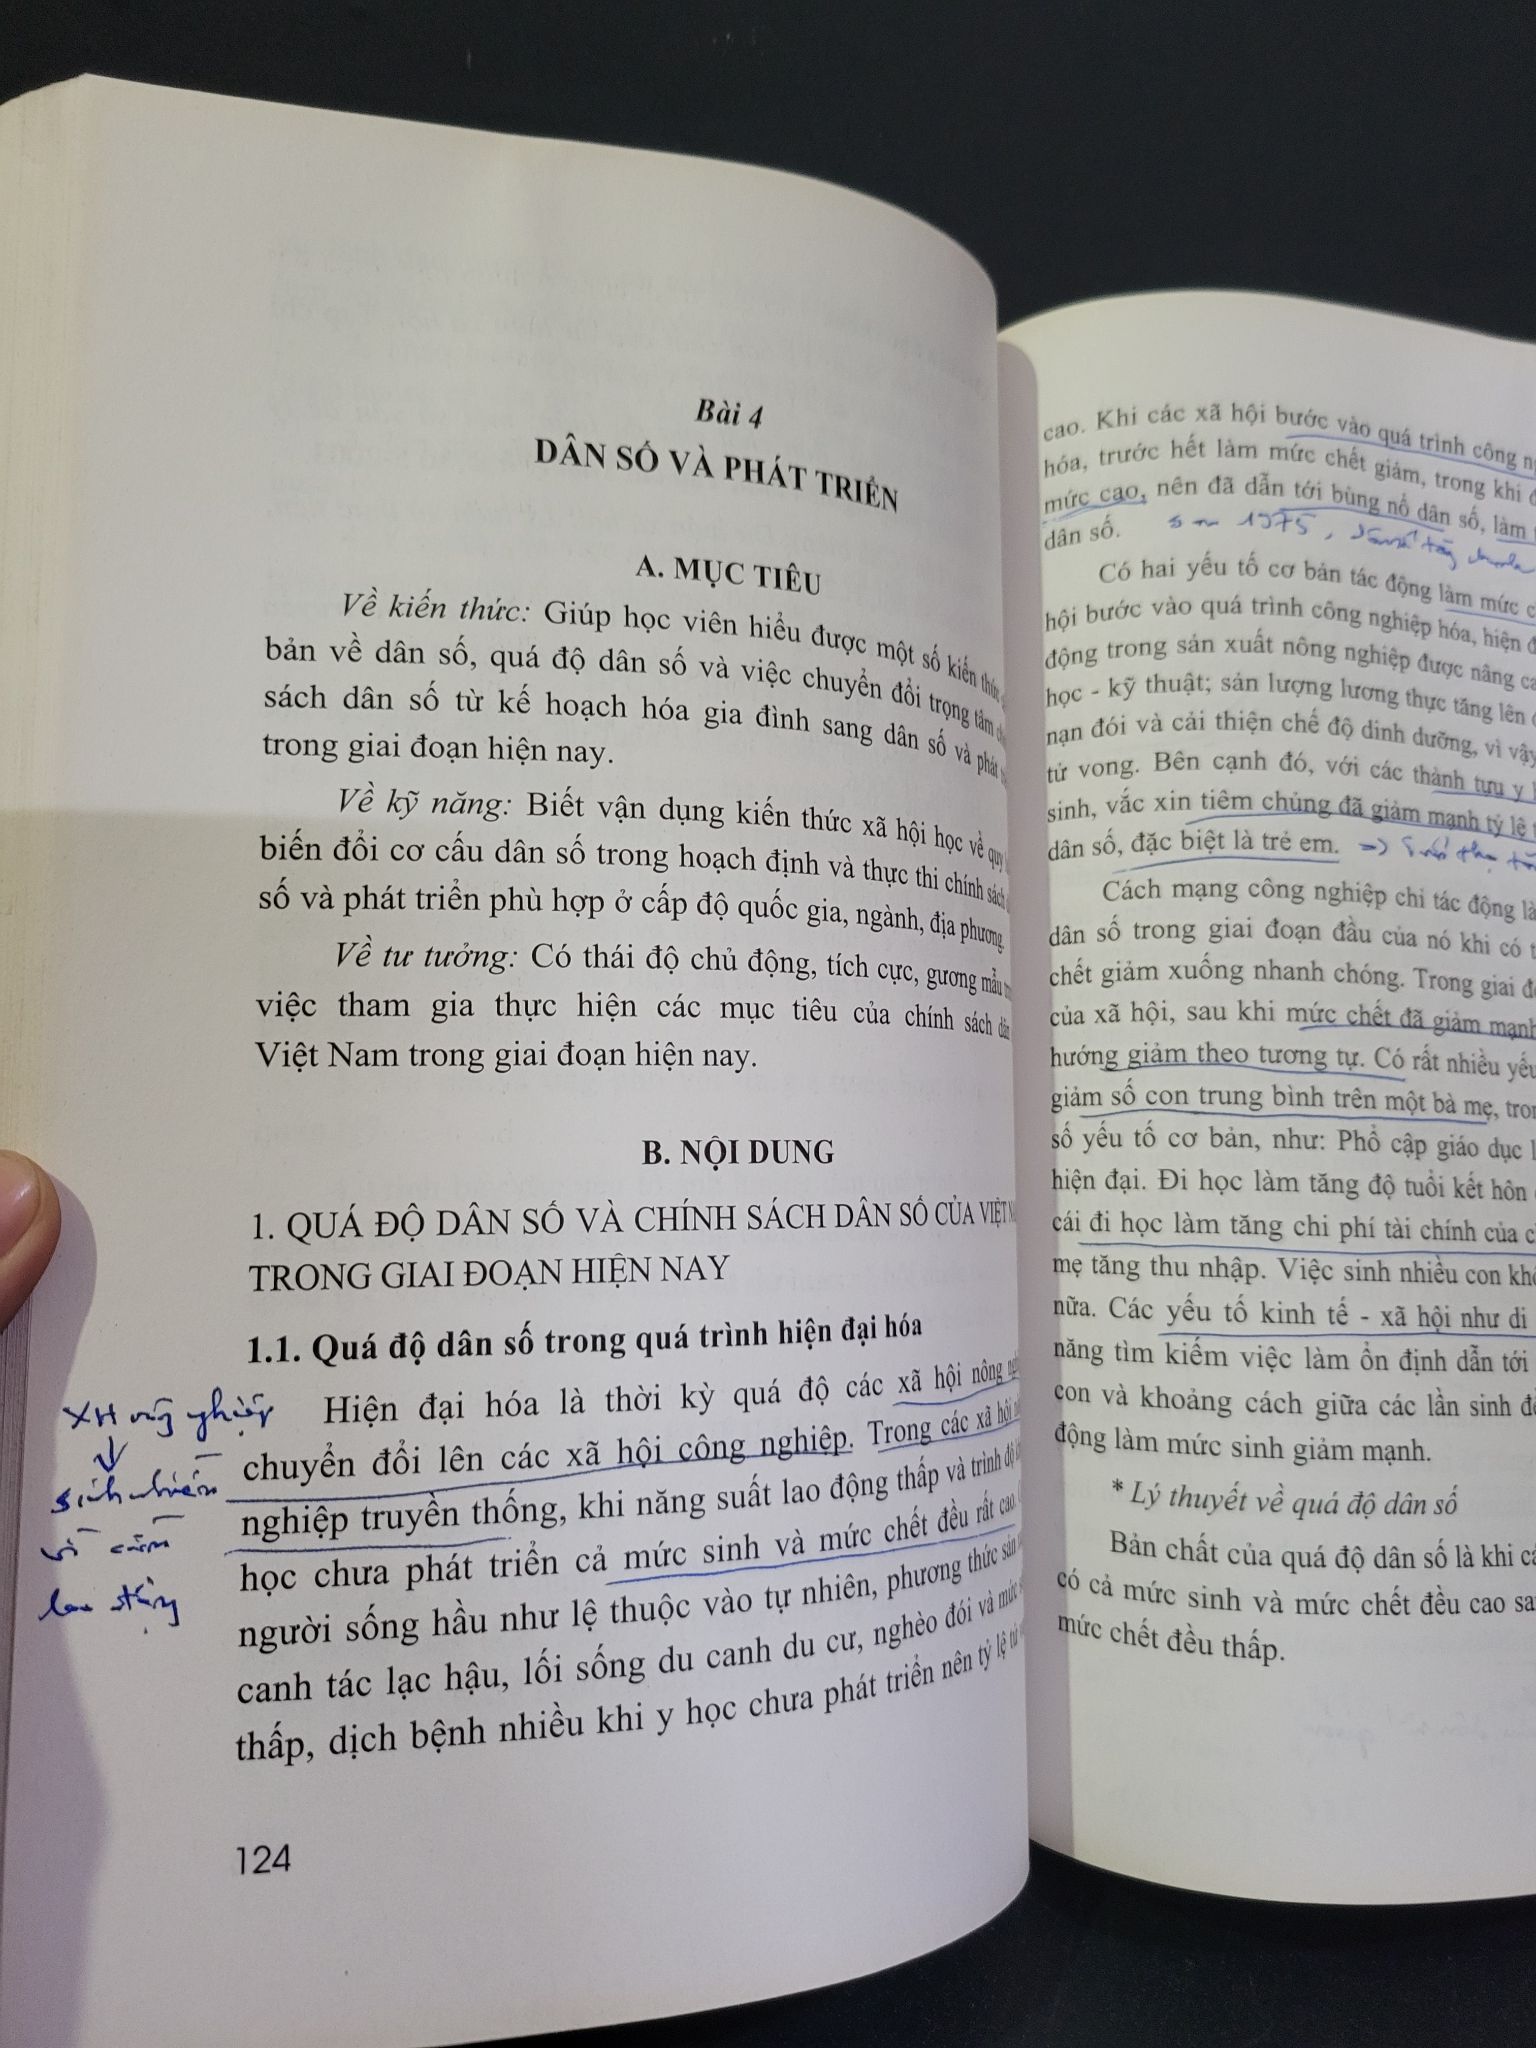 Bài 4
DÂN SỐ VÀ PHÁT TRIỂN
A. MỤC TIÊU
Về kiến thức: Giúp học viên hiểu được một số kiến thức
bản về dân số, quá độ dân số và việc chuyển đổi trọng tâm
sách dân số từ kế hoạch hóa gia đình sang dân số và phát
trong giai đoạn hiện nay.
Về kỹ năng: Biết vận dụng kiến thức xã hội học về quy
biến đổi cơ cấu dân số trong hoạch định và thực thi chính sách
số và phát triển phù hợp ở cấp độ quốc gia, ngành, địa phương.
Về tư tưởng: Có thái độ chủ động, tích cực, gương mẫu
việc tham gia thực hiện các mục tiêu của chính sách dân
Việt Nam trong giai đoạn hiện nay.
B. NỘI DUNG
1. QUÁ ĐỘ DÂN SỐ VÀ CHÍNH SÁCH DÂN SỐ CỦA VIỆT
TRONG GIAI ĐOẠN HIỆN NAY
1.1. Quá độ dân số trong quá trình hiện đại hóa
Hiện đại hóa là thời kỳ quá độ các xã hội nông
chuyển đổi lên các xã hội công nghiệp. Trong các xã hội
nghiệp truyền thống, khi năng suất lao động thấp và trình độ
học chưa phát triển cả mức sinh và mức chết đều rất cao.
người sống hầu như lệ thuộc vào tự nhiên, phương thức sản
canh tác lạc hậu, lối sống du canh du cư, nghèo đói và mức
thấp, dịch bệnh nhiều khi y học chưa phát triển nên tỷ lệ
XH nghiệp
sinh nhiều
vì cần
lao động
124
cao. Khi các xã hội bước vào quá trình công
hóa, trước hết làm mức chết giảm, trong khi
mức cao, nên đã dẫn tới bùng nổ dân số, làm
dân số.
1975,
Có hai yếu tố cơ bản tác động làm mức
hội bước vào quá trình công nghiệp hóa, hiện
động trong sản xuất nông nghiệp được nâng
học - kỹ thuật; sản lượng lương thực tăng lên
nạn đói và cải thiện chế độ dinh dưỡng, vì vậy
tử vong. Bên cạnh đó, với các thành tựu y
sinh, vắc xin tiêm chủng đã giảm mạnh tỷ lệ
dân số, đặc biệt là trẻ em.
Cách mạng công nghiệp chỉ tác động
dân số trong giai đoạn đầu của nó khi có
chết giảm xuống nhanh chóng. Trong giai
của xã hội, sau khi mức chết đã giảm mạnh
hướng giảm theo tương tự. Có rất nhiều yếu
giảm số con trung bình trên một bà mẹ,
số yếu tố cơ bản, như: Phổ cập giáo dục
hiện đại. Đi học làm tăng độ tuổi kết hôn
cái đi học làm tăng chi phí tài chính của
mẹ tăng thu nhập. Việc sinh nhiều con
nữa. Các yếu tố kinh tế - xã hội như di
năng tìm kiếm việc làm ổn định dẫn tới
con và khoảng cách giữa các lần sinh
động làm mức sinh giảm mạnh.
* Lý thuyết về quá độ dân số
Bản chất của quá độ dân số là khi
có cả mức sinh và mức chết đều cao
mức chết đều thấp.